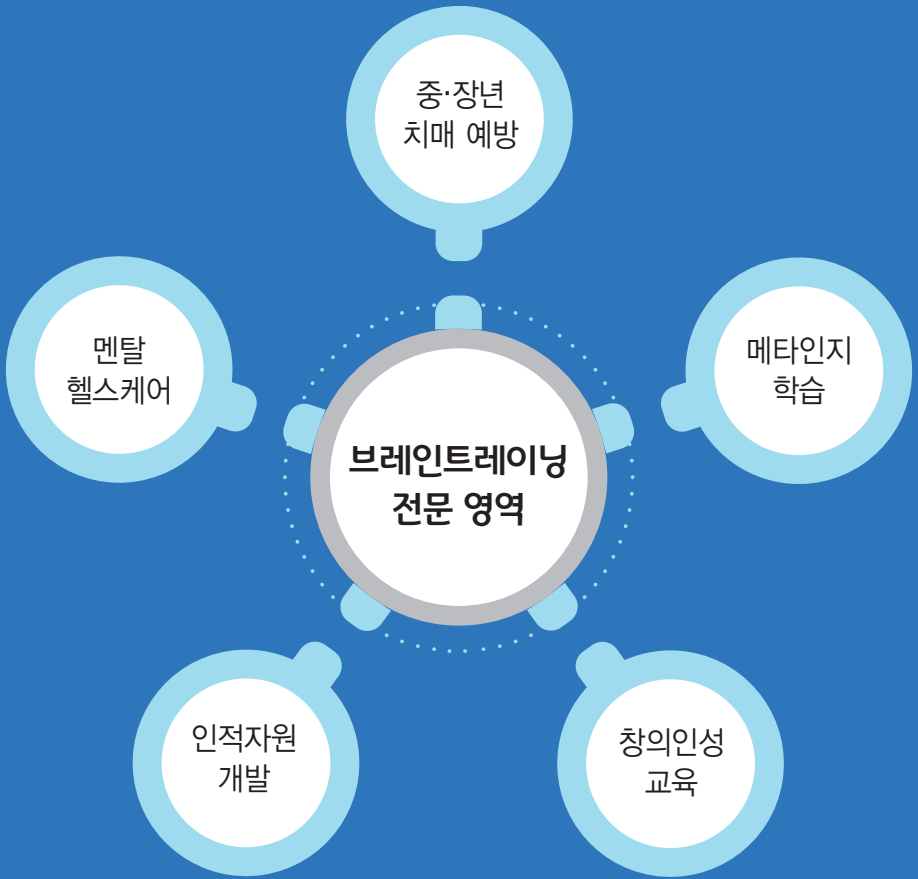 중·장년
치매 예방
멘탈
헬스케어
메타인지
학습
브레인트레이닝
전문 영역
인적자원
개발
창의인성
교육